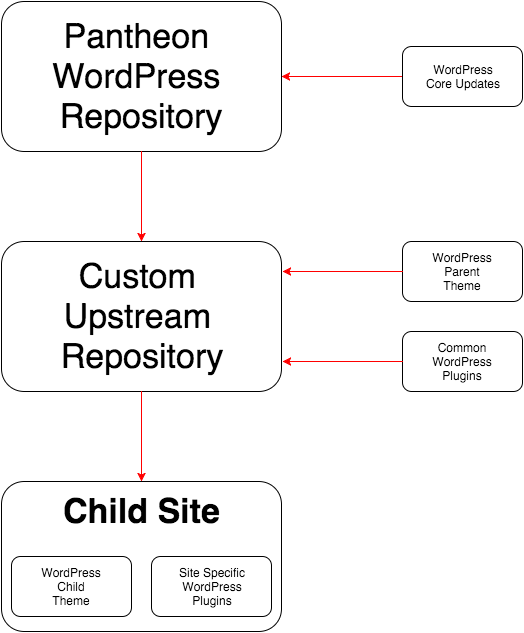 Pantheon
WordPress
Repository
WordPress
Core Updates
Custom
Upstream
Repository
WordPress
Parent
Theme
Common
WordPress
Plugins
Child Site
WordPress
Child
Theme
Site Specific
WordPress
Plugins